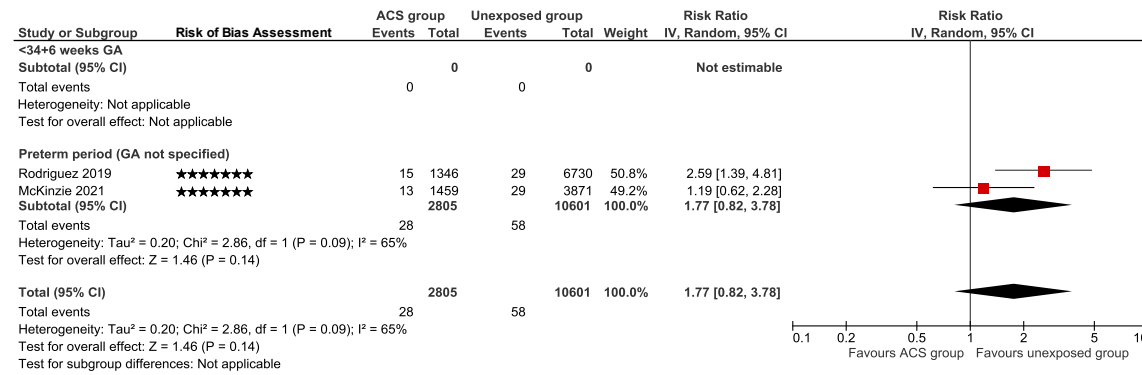 ACS group Unexposed group Risk Ratio Risk Ratio
Study or Subgroup Risk of Bias Assessment Events Total Events Total Weight IV, Random, 95% CI IV, Random, 95% CI
<34+6 weeks GA
Subtotal (95% CI) 0 0 Not estimable
Total events 0 0
Heterogeneity: Not applicable
Test for overall effect: Not applicable
Preterm period (GA not specified)
Rodriguez 2019 ★★★★★★★ 15 1346 29 6730 50.8% 2.59 [1.39, 4.81]
McKinzie 2021 ★★★★★★★ 13 1459 29 3871 49.2% 1.19 [0.62, 2.28]
Subtotal (95% CI) 2805 10601 100.0% 1.77 [0.82, 3.78]
Total events 28 58
Heterogeneity: Tau² = 0.20; Chi² = 2.86, df = 1 (P = 0.09); I² = 65%
Test for overall effect: Z = 1.46 (P = 0.14)
Total (95% CI) 2805 10601 100.0% 1.77 [0.82, 3.78]
Total events 28 58
Heterogeneity: Tau² = 0.20; Chi² = 2.86, df = 1 (P = 0.09); I² = 65%
Test for overall effect: Z = 1.46 (P = 0.14)
Test for subgroup differences: Not applicable
0.1 0.2 0.5 1 2 5
Favours ACS group Favours unexposed group